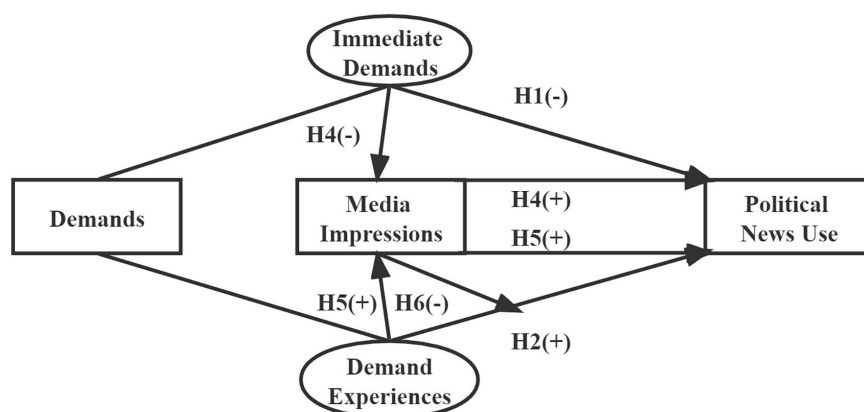 Immediate
Demands
H1(-)
H4(-)
Demands
Media
Impressions
H4(+)
H5(+)
Political
News Use
H5(+)
H6(-)
H2(+)
Demand
Experiences